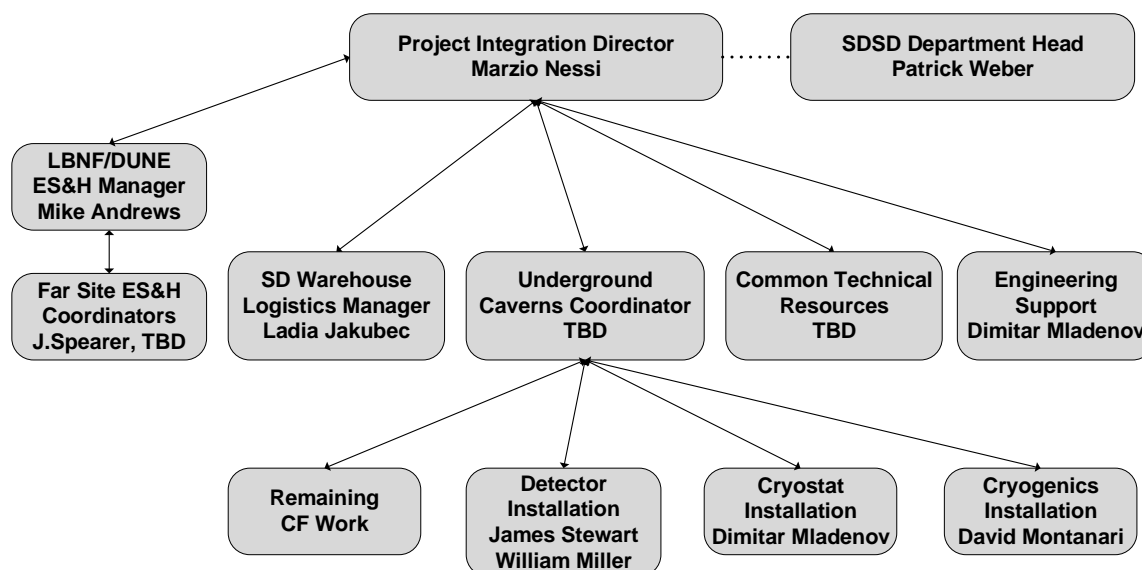 Project Integration Director
Marzio Nessi
SDSD Department Head
Patrick Weber
LBNF/DUNE
ES&H Manager
Mike Andrews
Far Site ES&H
Coordinators
J.Spearer, TBD
SD Warehouse
Logistics Manager
Ladia Jakubec
Underground
Caverns Coordinator
TBD
Common Technical
Resources
TBD
Engineering
Support
Dimitar Mladenov
Remaining
CF Work
Detector
Installation
James Stewart
William Miller
Cryostat
Installation
Dimitar Mladenov
Cryogenics
Installation
David Montanari